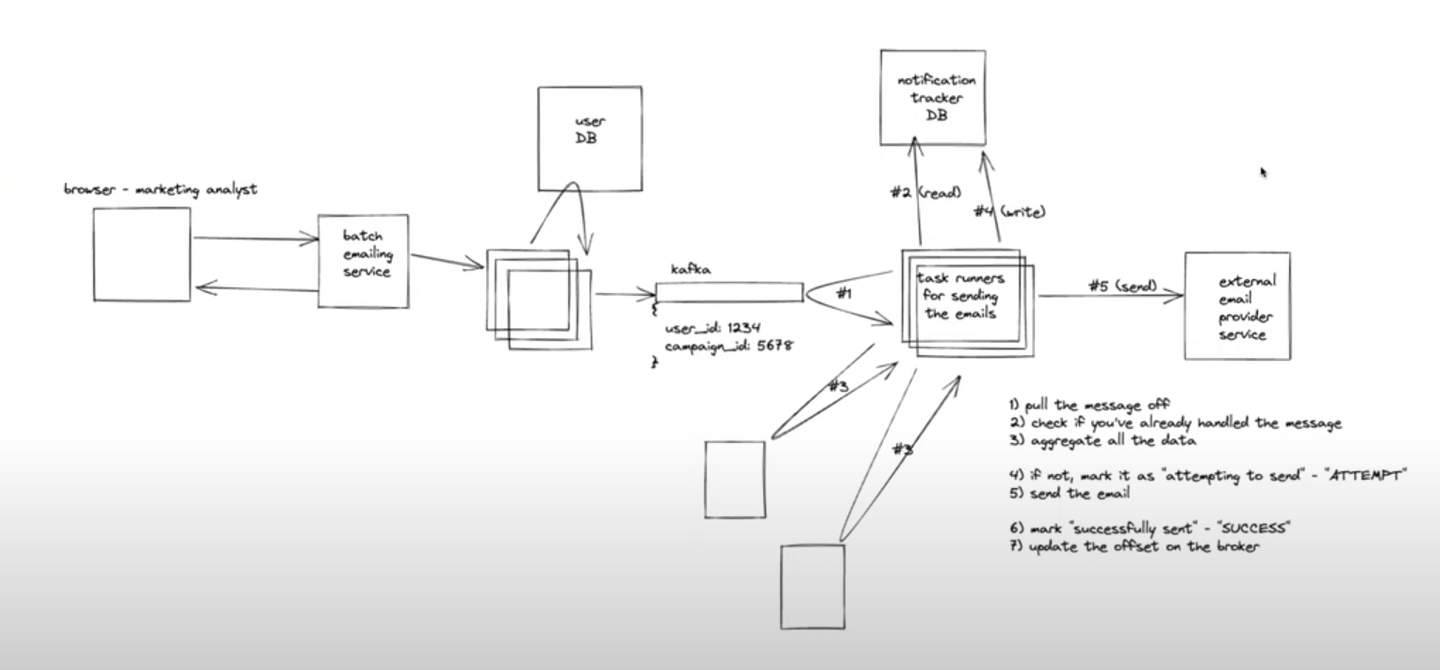 notification
tracker
DB
user
DB
browser - marketing analyst
#2 (read)
#4 (write)
batch
emailing
service
kafka
task runners
for sending
the emails
#1
#5 (send)
external
email
provider
service
{
user_id: 1234
campaign_id: 5678
}
#3
#3
1) pull the message off
2) check if you've already handled the message
3) aggregate all the data
4) if not, mark it as "attempting to send" - "ATTEMPT"
5) send the email
6) mark "successfully sent" - "SUCCESS"
7) update the offset on the broker